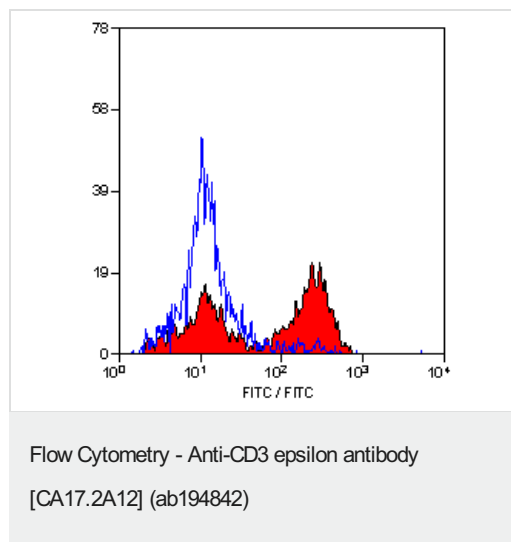 78
58
39
19
0
10⁰ 10¹ 10² 10³ 10⁴
FITC / FITC
Flow Cytometry - Anti-CD3 epsilon antibody
[CA17.2A12] (ab194842)